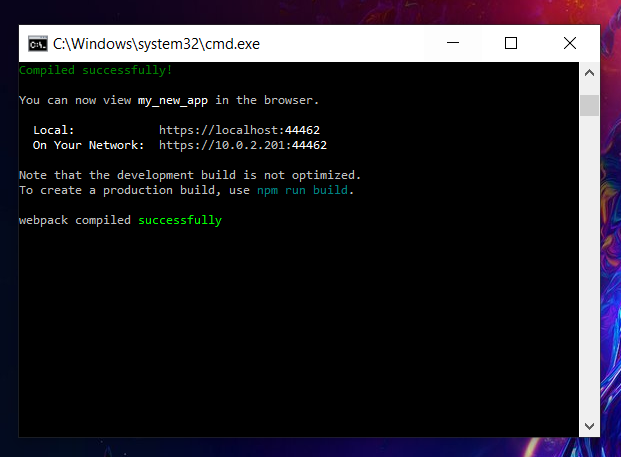 C:\Windows\system32\cmd.exe
Compiled successfully!
You can now view my_new_app in the browser.
Local: https://localhost:44462
On Your Network: https://10.0.2.201:44462
Note that the development build is not optimized.
To create a production build, use npm run build.
webpack compiled successfully